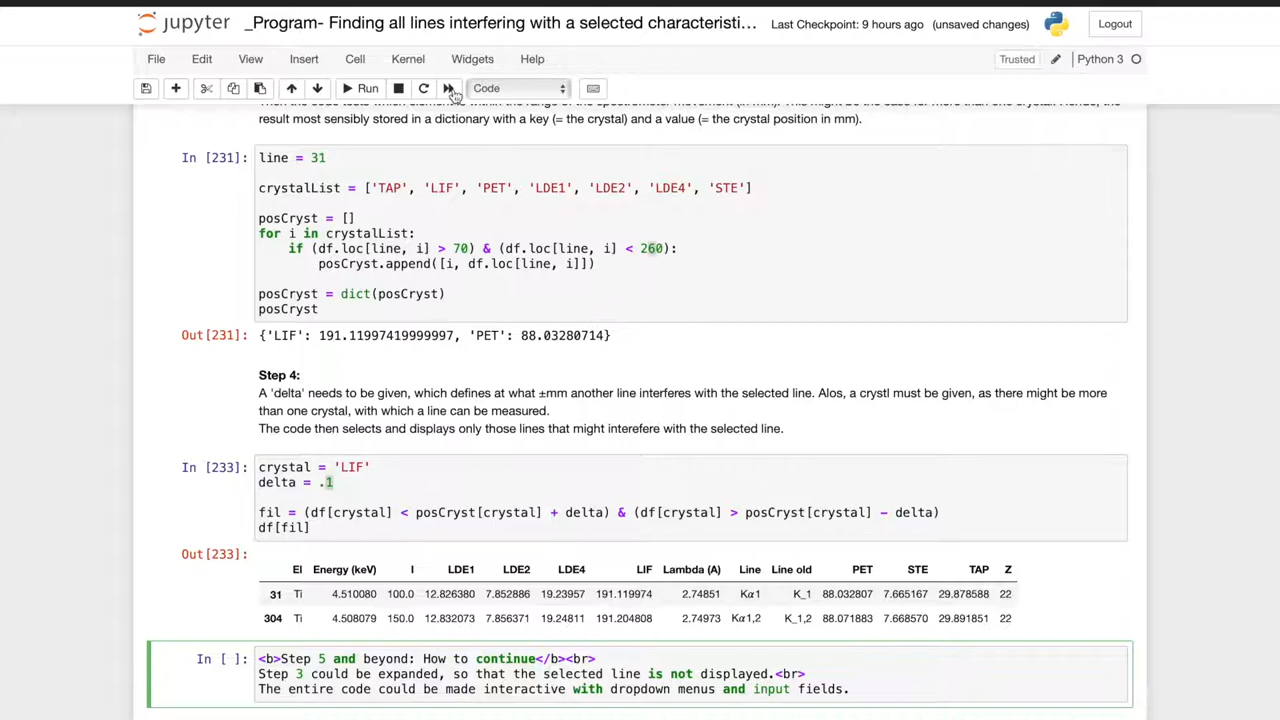 jupyter _Program- Finding all lines interfering with a selected characteristi... Last Checkpoint: 9 hours ago (unsaved changes) Logout
File Edit View Insert Cell Kernel Widgets Help Trusted Python 3
Run Code
result most sensibly stored in a dictionary with a key (= the crystal) and a value (= the crystal position in mm).
In [231]: line = 31
crystalList = ['TAP', 'LIF', 'PET', 'LDE1', 'LDE2', 'LDE4', 'STE']
posCryst = []
for i in crystalList:
if (df.loc[line, i] > 70) & (df.loc[line, i] < 260):
posCryst.append([i, df.loc[line, i]])
posCryst = dict(posCryst)
posCryst
Out[231]: {'LIF': 191.11997419999997, 'PET': 88.03280714}
Step 4:
A 'delta' needs to be given, which defines at what ±mm another line interferes with the selected line. Alos, a crystl must be given, as there might be more
than one crystal, with which a line can be measured.
The code then selects and displays only those lines that might interefere with the selected line.
In [233]: crystal = 'LIF'
delta = .1
fil = (df[crystal] < posCryst[crystal] + delta) & (df[crystal] > posCryst[crystal] - delta)
df[fil]
Out[233]:
El Energy (keV) I LDE1 LDE2 LDE4 LIF Lambda (A) Line Line old PET STE TAP Z
31 Ti 4.510080 100.0 12.826380 7.852886 19.23957 191.119974 2.74851 Kα1 K_1 88.032807 7.665167 29.878588 22
304 Ti 4.508079 150.0 12.832073 7.856371 19.24811 191.204808 2.74973 Kα1,2 K_1,2 88.071883 7.668570 29.891851 22
In [ ]: <b>Step 5 and beyond: How to continue</b><br>
Step 3 could be expanded, so that the selected line is not displayed.<br>
The entire code could be made interactive with dropdown menus and input fields.